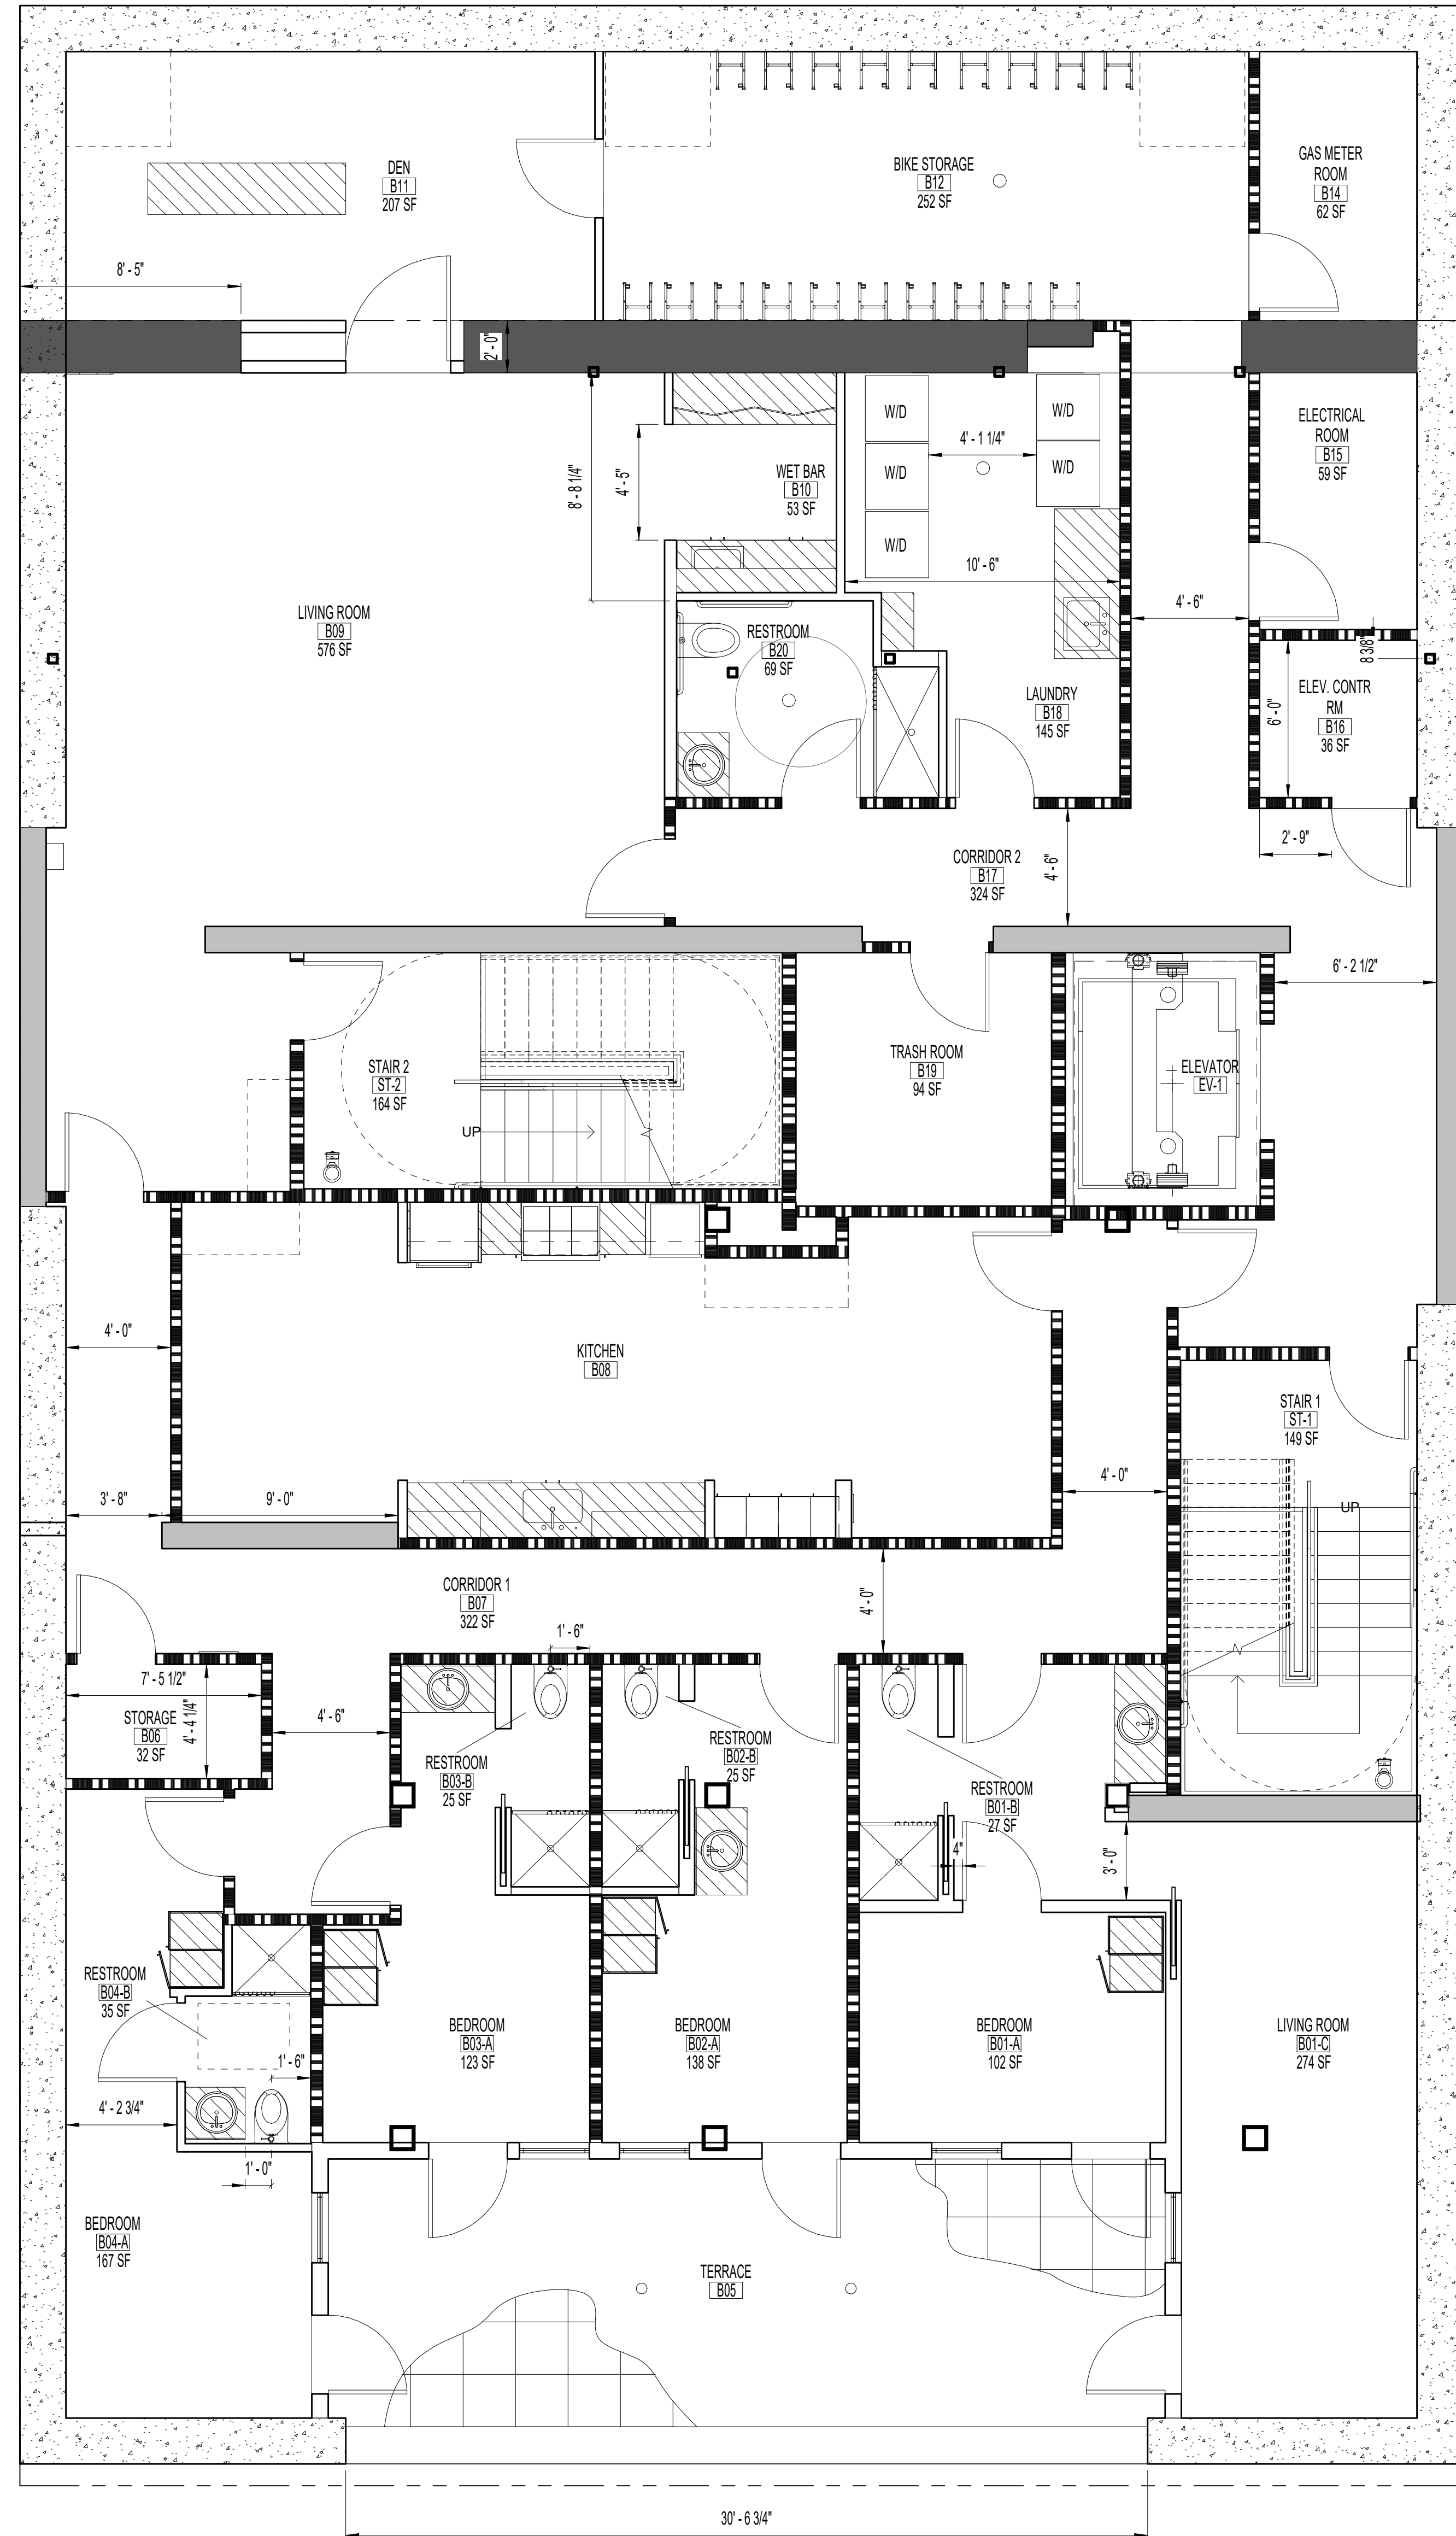 DEN
B11
207 SF
BIKE STORAGE
B12
252 SF
GAS METER
ROOM
B14
62 SF
8' - 5"
2' - 0"
W/D
W/D
W/D
W/D
W/D
4' - 1 1/4"
ELECTRICAL
ROOM
B15
59 SF
8' - 8 1/4"
4' - 5"
WET BAR
B10
53 SF
10' - 6"
4' - 6"
LIVING ROOM
B09
576 SF
RESTROOM
B20
69 SF
8 3/8"
LAUNDRY
B18
145 SF
6' - 0"
ELEV. CONTR
RM
B16
36 SF
2' - 9"
CORRIDOR 2
B17
324 SF
4' - 6"
6' - 2 1/2"
STAIR 2
ST-2
164 SF
UP
TRASH ROOM
B19
94 SF
ELEVATOR
EV-1
4' - 0"
KITCHEN
B08
STAIR 1
ST-1
149 SF
3' - 8"
9' - 0"
4' - 0"
UP
CORRIDOR 1
B07
322 SF
4' - 0"
1' - 6"
7' - 5 1/2"
4' - 4 1/4"
STORAGE
B06
32 SF
4' - 6"
RESTROOM
B03-B
25 SF
RESTROOM
B02-B
25 SF
RESTROOM
B01-B
27 SF
4"
3' - 0"
RESTROOM
B04-B
35 SF
1' - 6"
4' - 2 3/4"
1' - 0"
BEDROOM
B03-A
123 SF
BEDROOM
B02-A
138 SF
BEDROOM
B01-A
102 SF
LIVING ROOM
B01-C
274 SF
BEDROOM
B04-A
167 SF
TERRACE
B05
30' - 6 3/4"